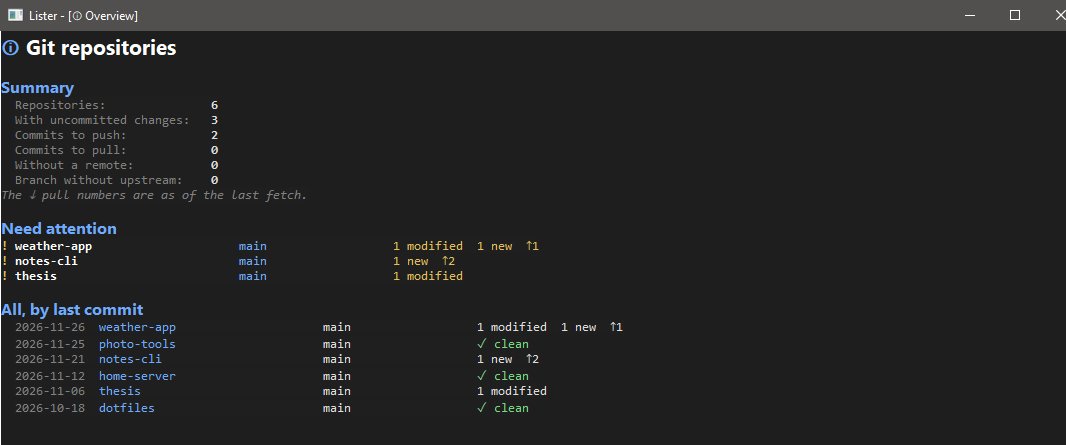 Lister - [🛈 Overview]
🛈 Git repositories
Summary
Repositories: 6
With uncommitted changes: 3
Commits to push: 2
Commits to pull: 0
Without a remote: 0
Branch without upstream: 0
The ↓ pull numbers are as of the last fetch.
Need attention
! weather-app main 1 modified 1 new ↑1
! notes-cli main 1 new ↑2
! thesis main 1 modified
All, by last commit
2026-11-26 weather-app main 1 modified 1 new ↑1
2026-11-25 photo-tools main ✓ clean
2026-11-21 notes-cli main 1 new ↑2
2026-11-12 home-server main ✓ clean
2026-11-06 thesis main 1 modified
2026-10-18 dotfiles main ✓ clean